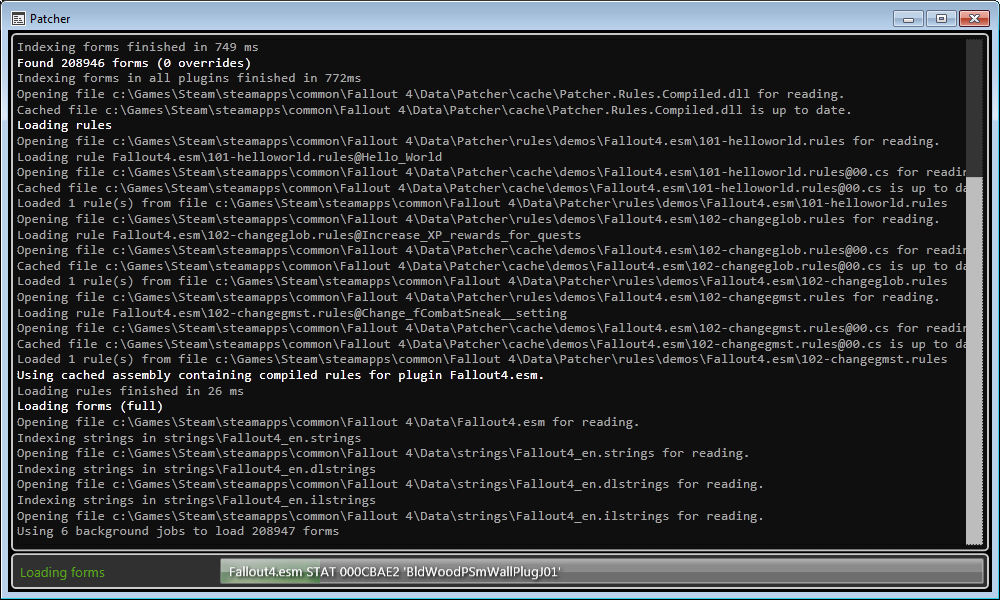 Patcher
Indexing forms finished in 749 ms
Found 208946 forms (0 overrides)
Indexing forms in all plugins finished in 772ms
Opening file c:\Games\Steam\steamapps\common\Fallout 4\Data\Patcher\cache\Patcher.Rules.Compiled.dll for reading.
Cached file c:\Games\Steam\steamapps\common\Fallout 4\Data\Patcher\cache\Patcher.Rules.Compiled.dll is up to date.
Loading rules
Opening file c:\Games\Steam\steamapps\common\Fallout 4\Data\Patcher\rules\demos\Fallout4.esm\101-helloworld.rules for reading.
Loading rule Fallout4.esm\101-helloworld.rules@Hello_World
Opening file c:\Games\Steam\steamapps\common\Fallout 4\Data\Patcher\cache\demos\Fallout4.esm\101-helloworld.rules@00.cs for readin
Cached file c:\Games\Steam\steamapps\common\Fallout 4\Data\Patcher\cache\demos\Fallout4.esm\101-helloworld.rules@00.cs is up to da
Loaded 1 rule(s) from file c:\Games\Steam\steamapps\common\Fallout 4\Data\Patcher\rules\demos\Fallout4.esm\101-helloworld.rules
Opening file c:\Games\Steam\steamapps\common\Fallout 4\Data\Patcher\rules\demos\Fallout4.esm\102-changeglob.rules for reading.
Loading rule Fallout4.esm\102-changeglob.rules@Increase_XP_rewards_for_quests
Opening file c:\Games\Steam\steamapps\common\Fallout 4\Data\Patcher\cache\demos\Fallout4.esm\102-changeglob.rules@00.cs for readin
Cached file c:\Games\Steam\steamapps\common\Fallout 4\Data\Patcher\cache\demos\Fallout4.esm\102-changeglob.rules@00.cs is up to da
Loaded 1 rule(s) from file c:\Games\Steam\steamapps\common\Fallout 4\Data\Patcher\rules\demos\Fallout4.esm\102-changeglob.rules
Opening file c:\Games\Steam\steamapps\common\Fallout 4\Data\Patcher\rules\demos\Fallout4.esm\102-changegmst.rules for reading.
Loading rule Fallout4.esm\102-changegmst.rules@Change_fCombatSneak__setting
Opening file c:\Games\Steam\steamapps\common\Fallout 4\Data\Patcher\cache\demos\Fallout4.esm\102-changegmst.rules@00.cs for readin
Cached file c:\Games\Steam\steamapps\common\Fallout 4\Data\Patcher\cache\demos\Fallout4.esm\102-changegmst.rules@00.cs is up to da
Loaded 1 rule(s) from file c:\Games\Steam\steamapps\common\Fallout 4\Data\Patcher\rules\demos\Fallout4.esm\102-changegmst.rules
Using cached assembly containing compiled rules for plugin Fallout4.esm.
Loading rules finished in 26 ms
Loading forms (full)
Opening file c:\Games\Steam\steamapps\common\Fallout 4\Data\Fallout4.esm for reading.
Indexing strings in strings\Fallout4_en.strings
Opening file c:\Games\Steam\steamapps\common\Fallout 4\Data\strings\Fallout4_en.strings for reading.
Indexing strings in strings\Fallout4_en.dlstrings
Opening file c:\Games\Steam\steamapps\common\Fallout 4\Data\strings\Fallout4_en.dlstrings for reading.
Indexing strings in strings\Fallout4_en.ilstrings
Opening file c:\Games\Steam\steamapps\common\Fallout 4\Data\strings\Fallout4_en.ilstrings for reading.
Using 6 background jobs to load 208947 forms
Loading forms
Fallout4.esm STAT 000CBAE2 'BldWoodPSmWallPlugJ01'